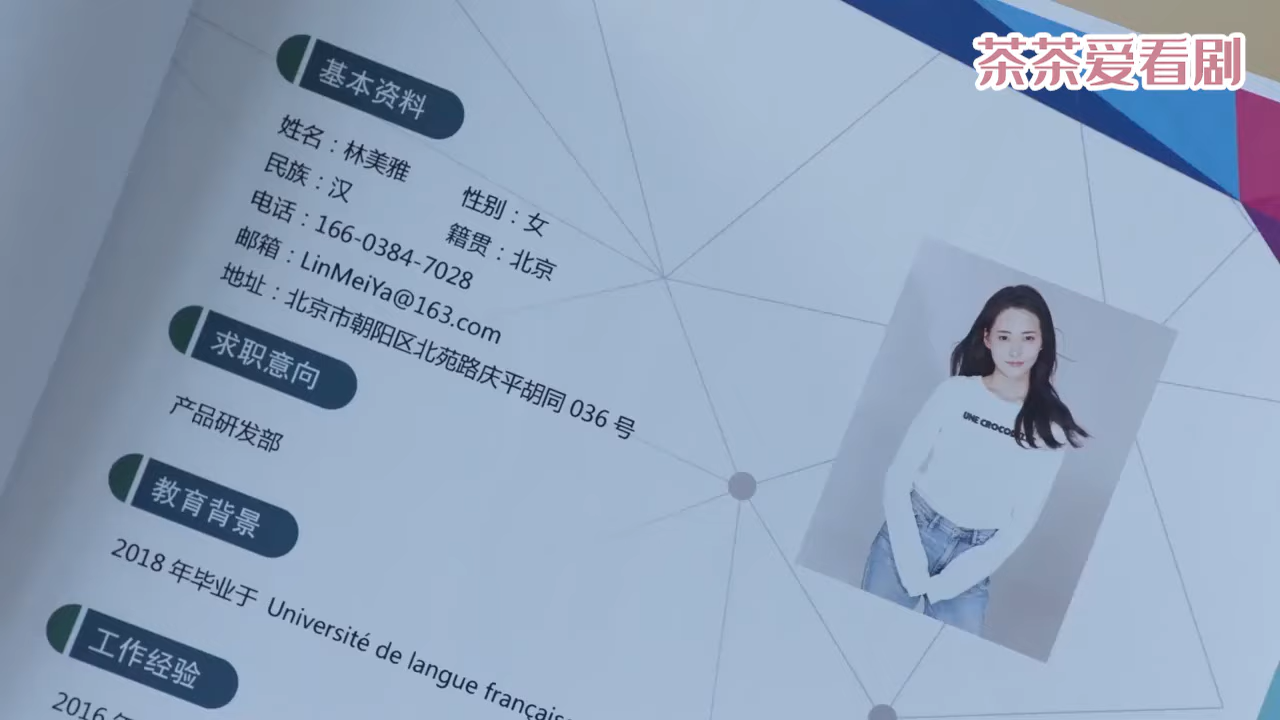 茶茶爱看剧
基本资料
姓名：林美雅
性别：女
民族：汉
籍贯：北京
电话：166-0384-7028
邮箱：LinMeiYa@163.com
地址：北京市朝阳区北苑路庆平胡同 036 号
求职意向
产品研发部
教育背景
2018 年毕业于 Université de langue française
工作经验
2016 年
UNE CROCO